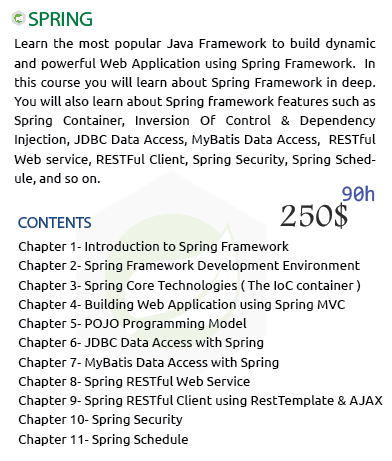 SPRING
Learn the most popular Java Framework to build dynamic
and powerful Web Application using Spring Framework. In
this course you will learn about Spring Framework in deep.
You will also learn about Spring framework features such as
Spring Container, Inversion Of Control & Dependency
Injection, JDBC Data Access, MyBatis Data Access, RESTful
Web service, RESTFul Client, Spring Security, Spring Sched-
ule, and so on.
90h
250$
CONTENTS
Chapter 1- Introduction to Spring Framework
Chapter 2- Spring Framework Development Environment
Chapter 3- Spring Core Technologies ( The IoC container )
Chapter 4- Building Web Application using Spring MVC
Chapter 5- POJO Programming Model
Chapter 6- JDBC Data Access with Spring
Chapter 7- MyBatis Data Access with Spring
Chapter 8- Spring RESTful Web Service
Chapter 9- Spring RESTful Client using RestTemplate & AJAX
Chapter 10- Spring Security
Chapter 11- Spring Schedule